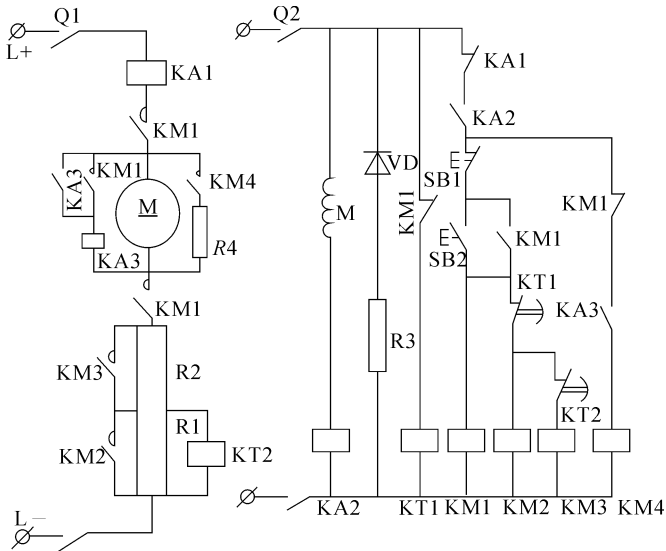 Q1
L+
KA1
KM1
KA3
KM1
M
KM4
R4
KA3
KM1
KM3
R2
R1
KM2
KT2
L－
Q2
KA1
KA2
VD
SB1
M
KM1
KM1
SB2
KM1
KT1
KA3
R3
KT2
KA2
KT1
KM1
KM2
KM3
KM4